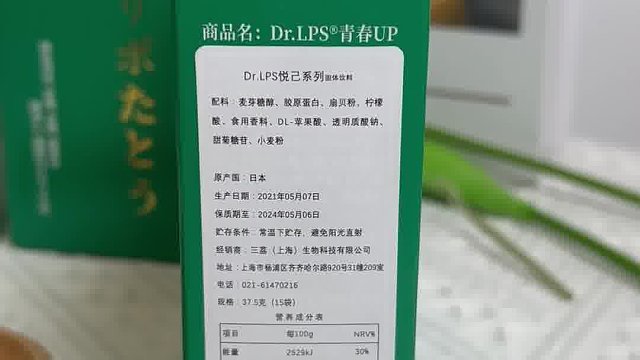 商品名：Dr.LPS®青春UP
Dr.LPS悦己系列固体饮料
配料：麦芽糖醇、胶原蛋白、扇贝粉，柠檬
酸、食用香料、DL-苹果酸、透明质酸钠、
甜菊糖苷、小麦粉
原产国：日本
生产日期：2021年05月07日
保质期至：2024年05月06日
贮存条件：常温下贮存，避免阳光直射
经销商：三荔（上海）生物科技有限公司
地址：上海市杨浦区齐齐哈尔路920号31幢209室
电话：021-61470216
规格：37.5克（15袋）
营养成分表
项目 每100g NRV%
能量 2529kJ 30%
リポたとう